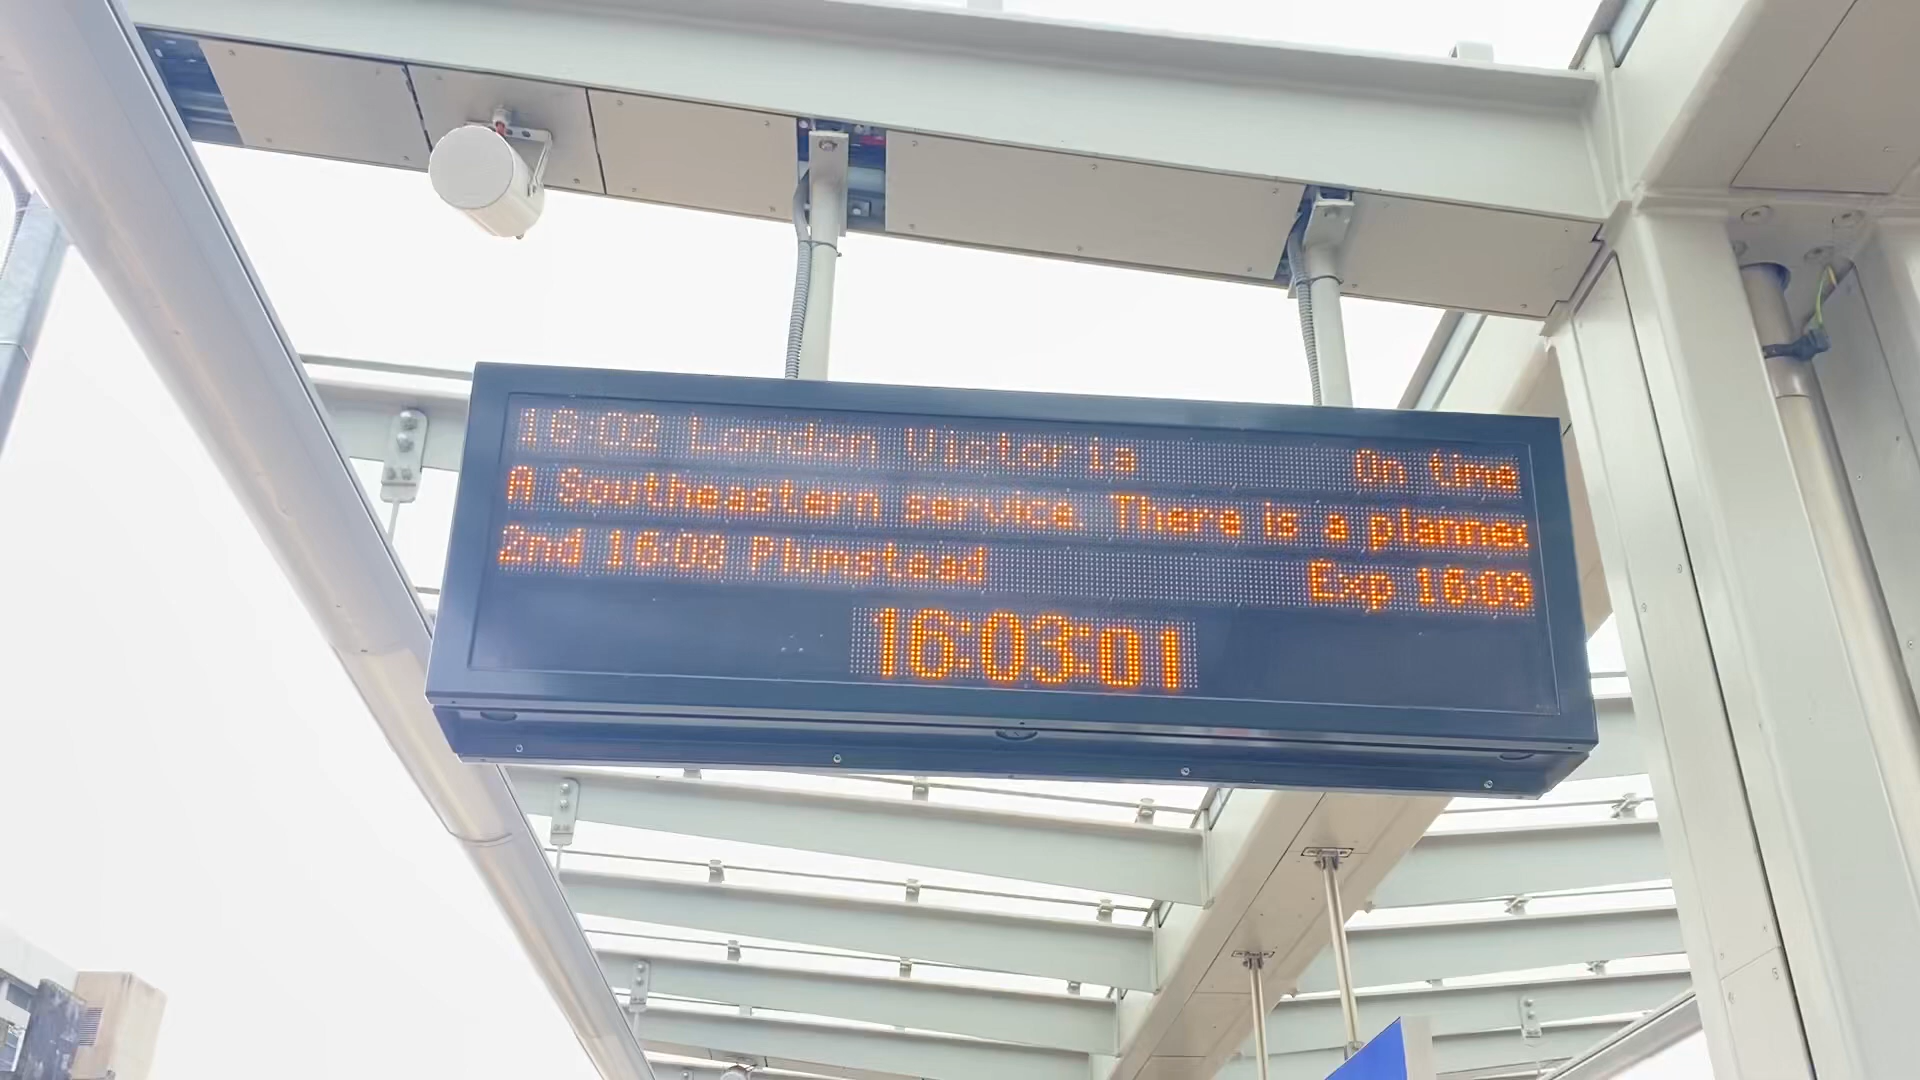 16:02 London Victoria On time
A Southeastern service. There is a planned
2nd 16:08 Plumstead Exp 16:09
16:03:01